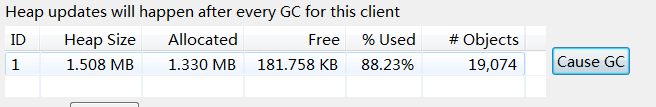 Heap updates will happen after every GC for this client
ID Heap Size Allocated Free % Used # Objects
1 1.508 MB 1.330 MB 181.758 KB 88.23% 19,074
Cause GC